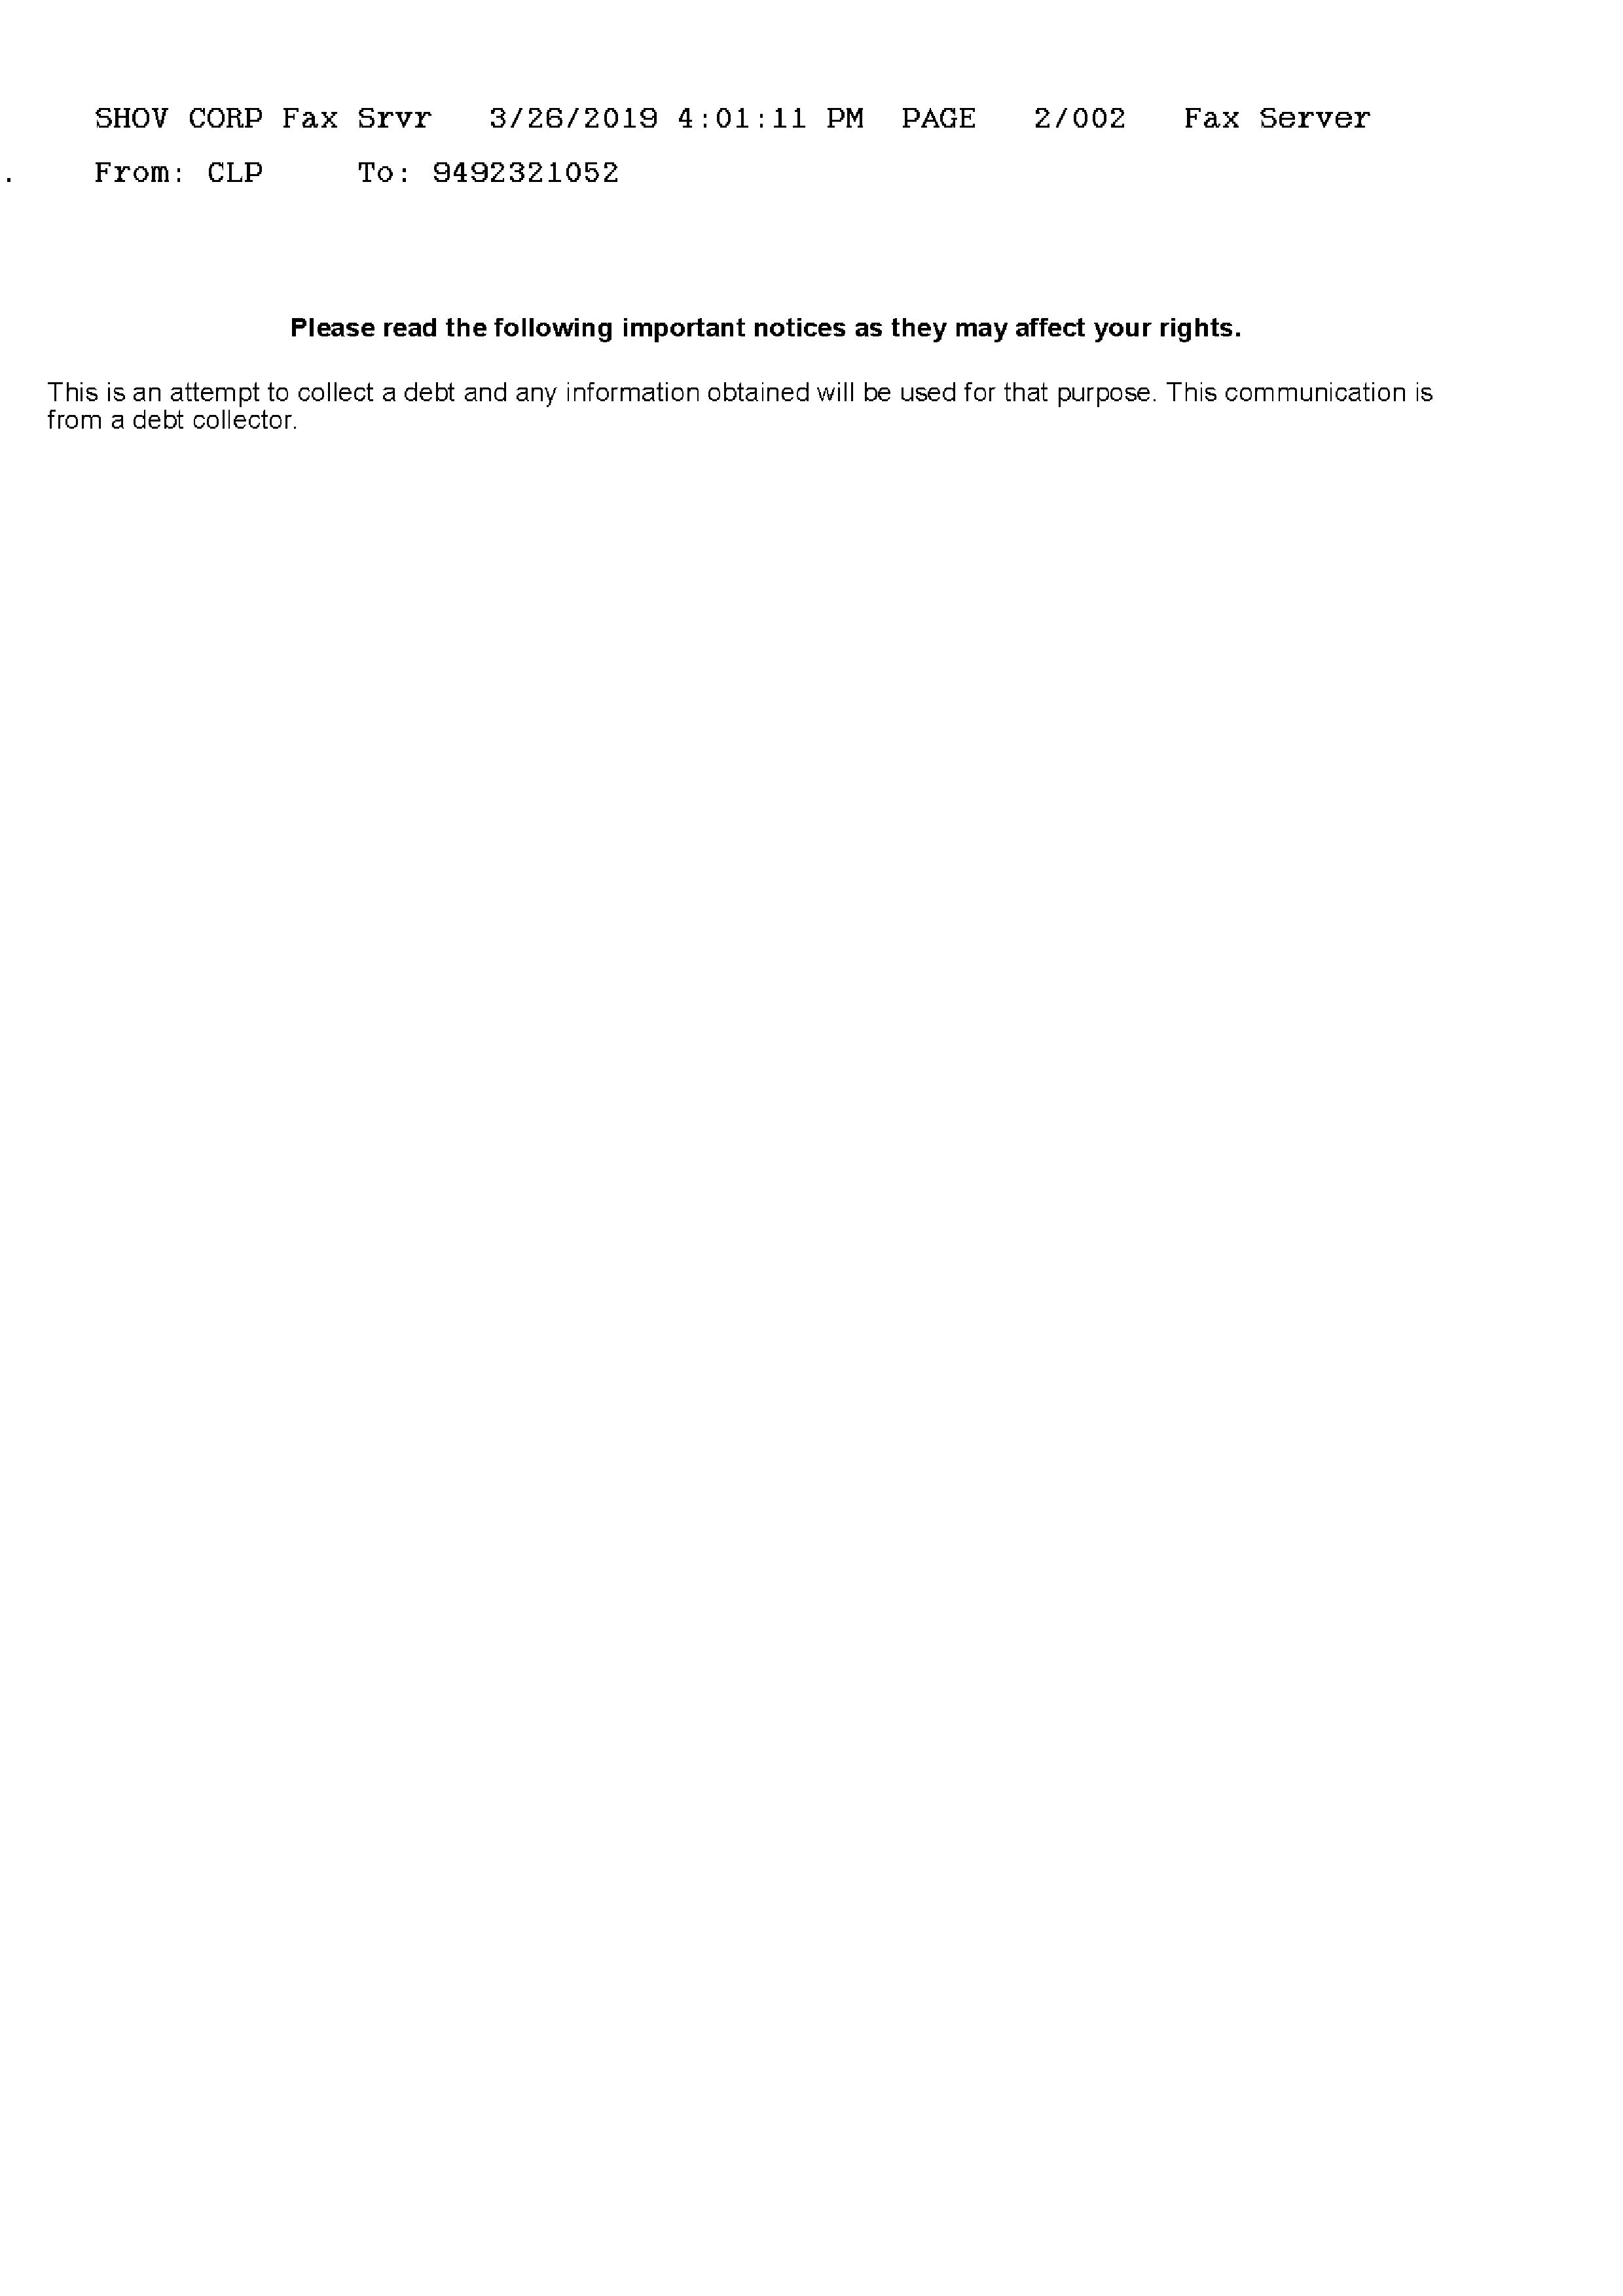 SHOV CORP Fax Srvr 3/26/2019 4:01:11 PM PAGE 2/002 Fax Server
. From: CLP To: 9492321052
Please read the following important notices as they may affect your rights.
This is an attempt to collect a debt and any information obtained will be used for that purpose. This communication is
from a debt collector.